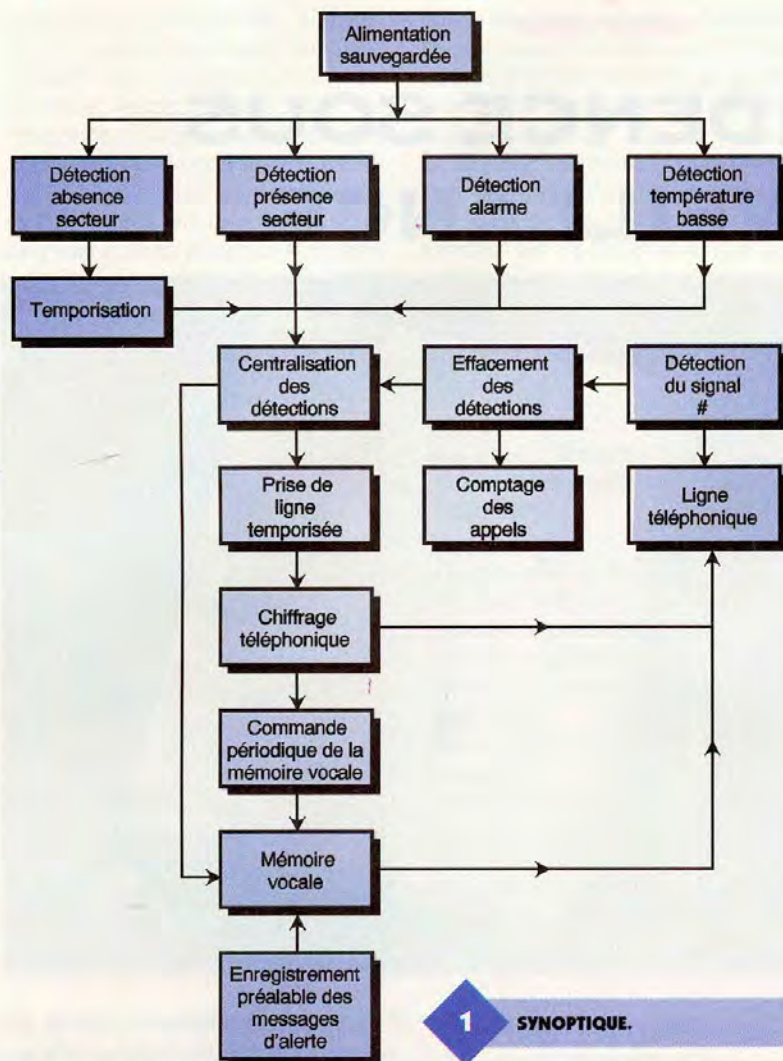 Alimentation
sauvegardée
Détection
absence
secteur
Détection
présence
secteur
Détection
alarme
Détection
température
basse
Temporisation
Centralisation
des
détections
Effacement
des
détections
Détection
du signal
#
Prise de
ligne
temporisée
Comptage
des
appels
Ligne
téléphonique
Chiffrage
téléphonique
Commande
périodique de la
mémoire vocale
Mémoire
vocale
Enregistrement
préalable des
messages
d'alerte
1 SYNOPTIQUE.